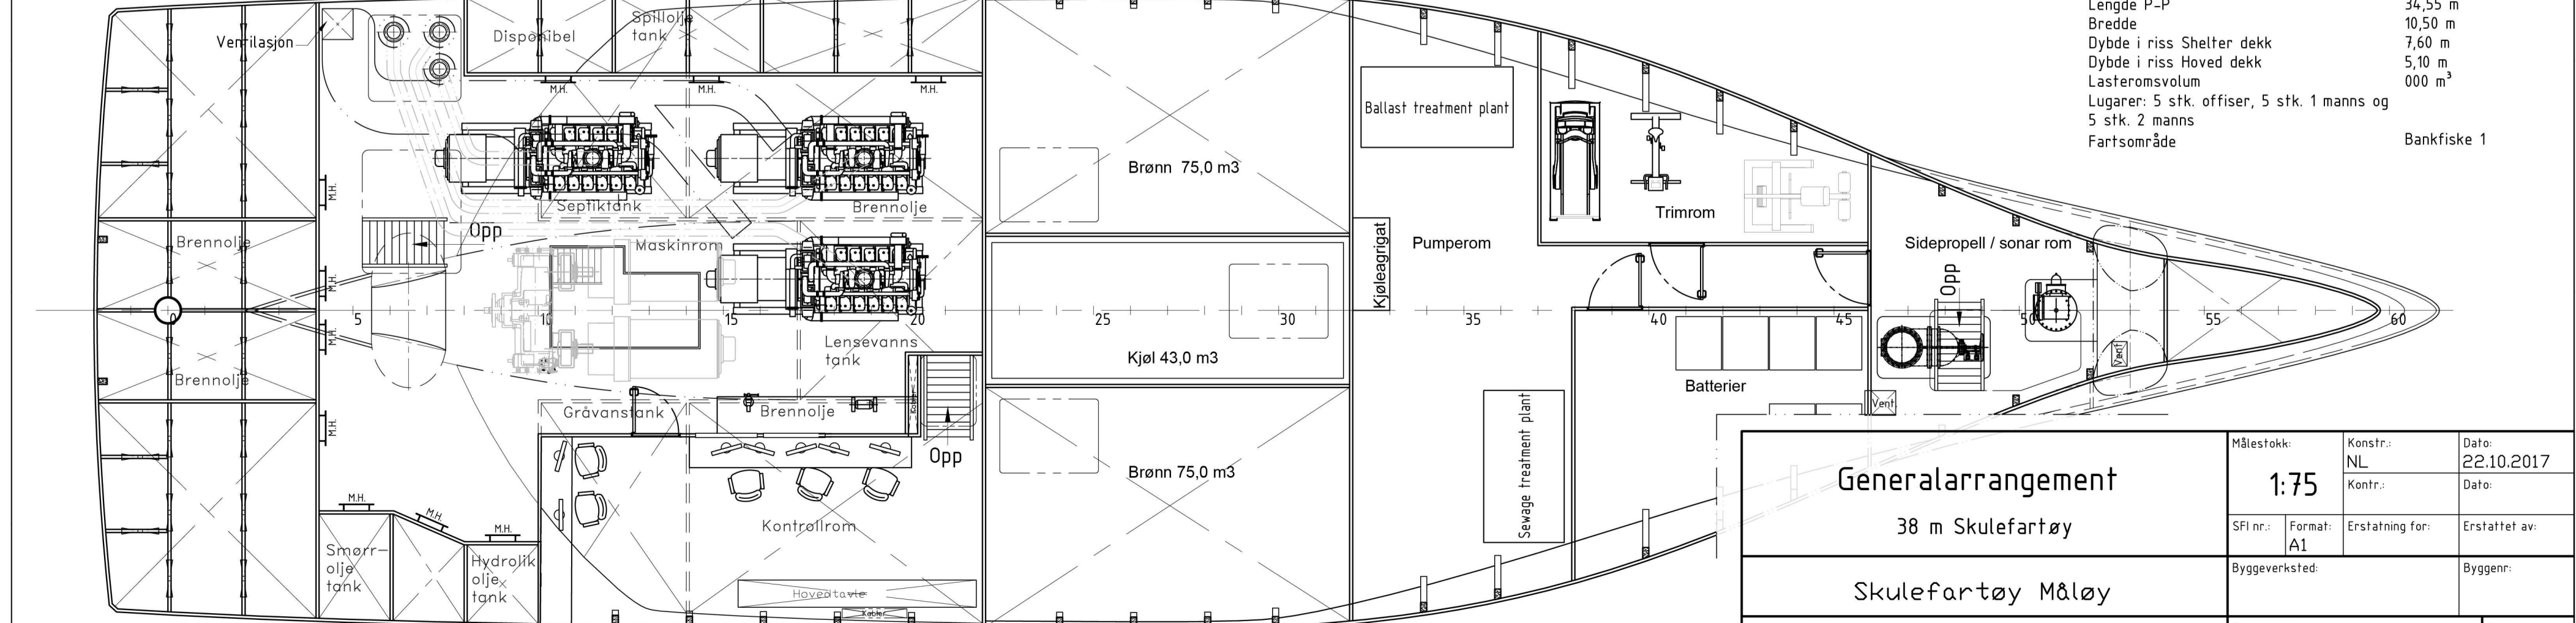 Lengde P-P 34,55 m
Bredde 10,50 m
Dybde i riss Shelter dekk 7,60 m
Dybde i riss Hoved dekk 5,10 m
Lasteromsvolum 000 m³
Lugarer: 5 stk. offiser, 5 stk. 1 manns og
5 stk. 2 manns
Fartsområde Bankfiske 1
Ventilasjon
Disponibel
Spillolje
tank
M.H.
M.H.
M.H.
Septiktank
Brennolje
Opp
Maskinrom
M.H.
M.H.
M.H.
M.H.
Brennolje
Brennolje
Lensevanns
tank
Gråvanstank
Brennolje
Kabler
Opp
M.H.
M.H.
M.H.
Smørr-
olje
tank
Hydrolik
olje
tank
Kontrollrom
Hovedtavle
Kabler
Brønn 75,0 m3
Kjøl 43,0 m3
Brønn 75,0 m3
Ballast treatment plant
Kjøleagrigat
Pumperom
Trimrom
Sewage treatment plant
Batterier
Sidepropell / sonar rom
Opp
Vent.
Vent.
0
5
10
15
20
25
30
35
40
45
50
55
60
Generalarrangement
38 m Skulefartøy
Skulefartøy Måløy
Målestokk:
1:75
Konstr.:
NL
Dato:
22.10.2017
Kontr.:
Dato:
SFI nr.:
Format:
A1
Erstatning for:
Erstattet av:
Byggeverksted:
Byggenr: